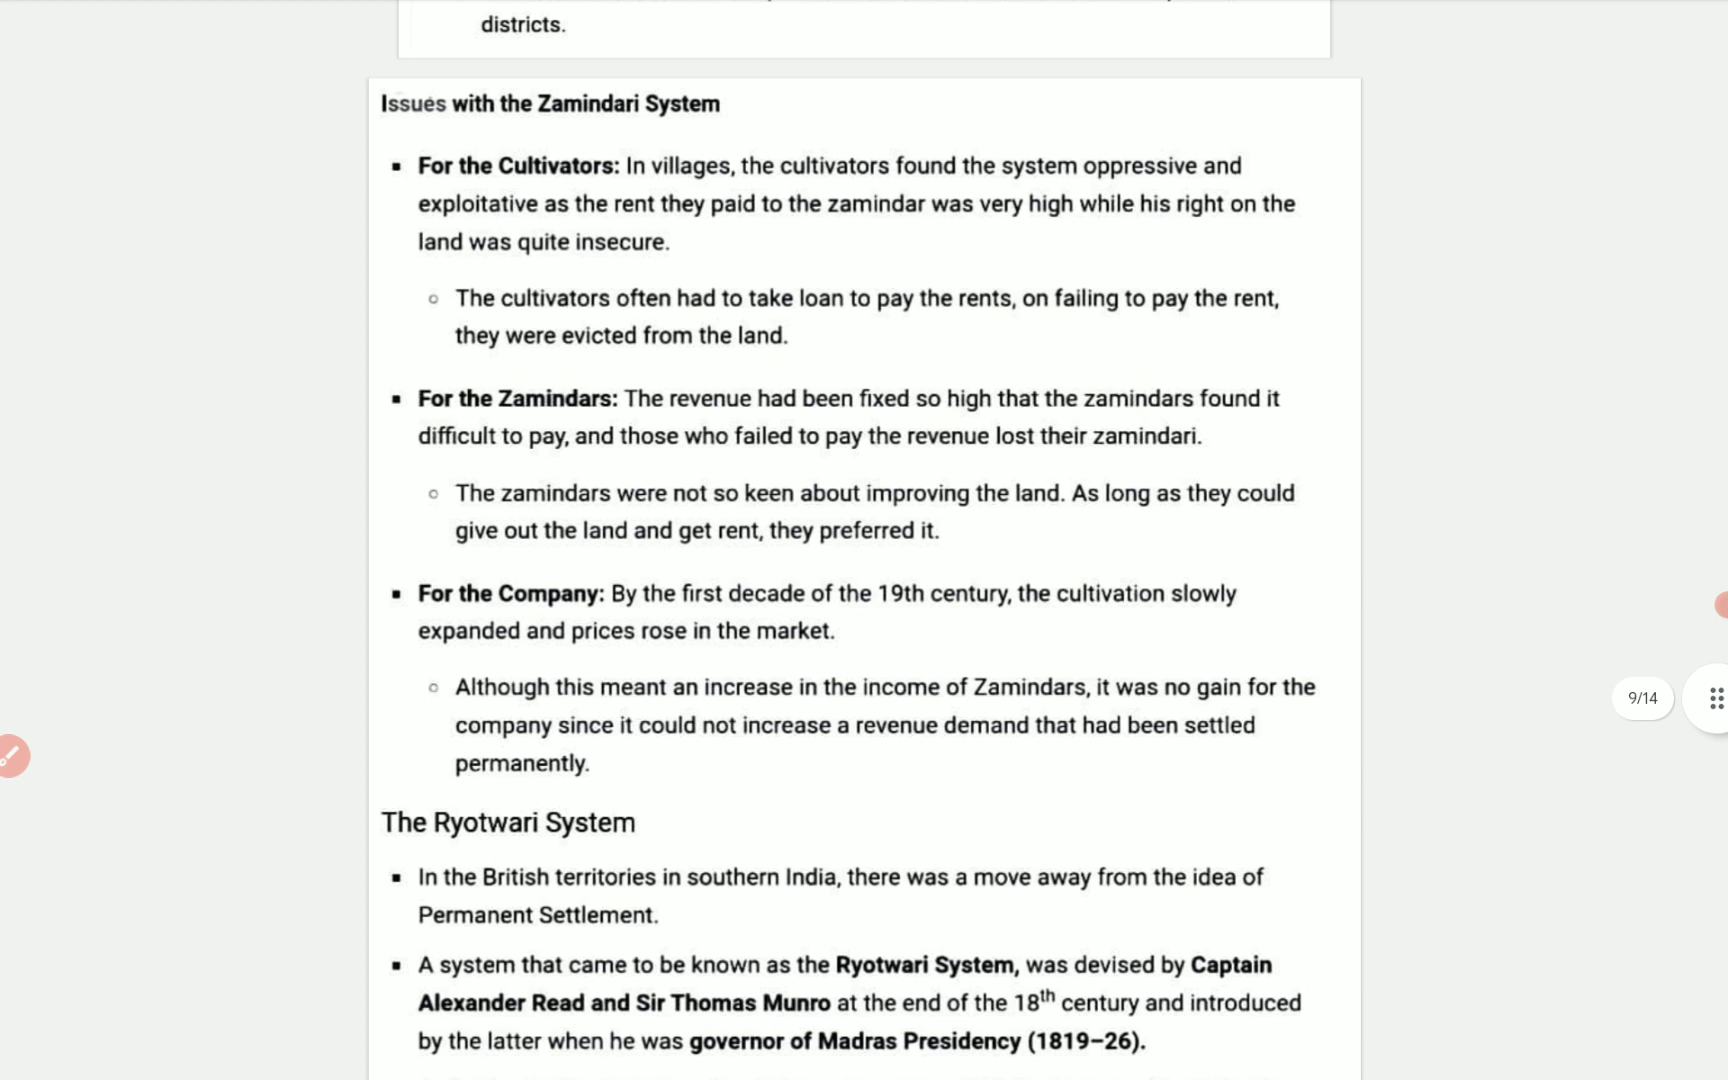 districts.
Issues with the Zamindari System
▪ For the Cultivators: In villages, the cultivators found the system oppressive and
exploitative as the rent they paid to the zamindar was very high while his right on the
land was quite insecure.
○ The cultivators often had to take loan to pay the rents, on failing to pay the rent,
they were evicted from the land.
▪ For the Zamindars: The revenue had been fixed so high that the zamindars found it
difficult to pay, and those who failed to pay the revenue lost their zamindari.
○ The zamindars were not so keen about improving the land. As long as they could
give out the land and get rent, they preferred it.
▪ For the Company: By the first decade of the 19th century, the cultivation slowly
expanded and prices rose in the market.
○ Although this meant an increase in the income of Zamindars, it was no gain for the
company since it could not increase a revenue demand that had been settled
permanently.
9/14
The Ryotwari System
▪ In the British territories in southern India, there was a move away from the idea of
Permanent Settlement.
▪ A system that came to be known as the Ryotwari System, was devised by Captain
Alexander Read and Sir Thomas Munro at the end of the 18th century and introduced
by the latter when he was governor of Madras Presidency (1819–26).